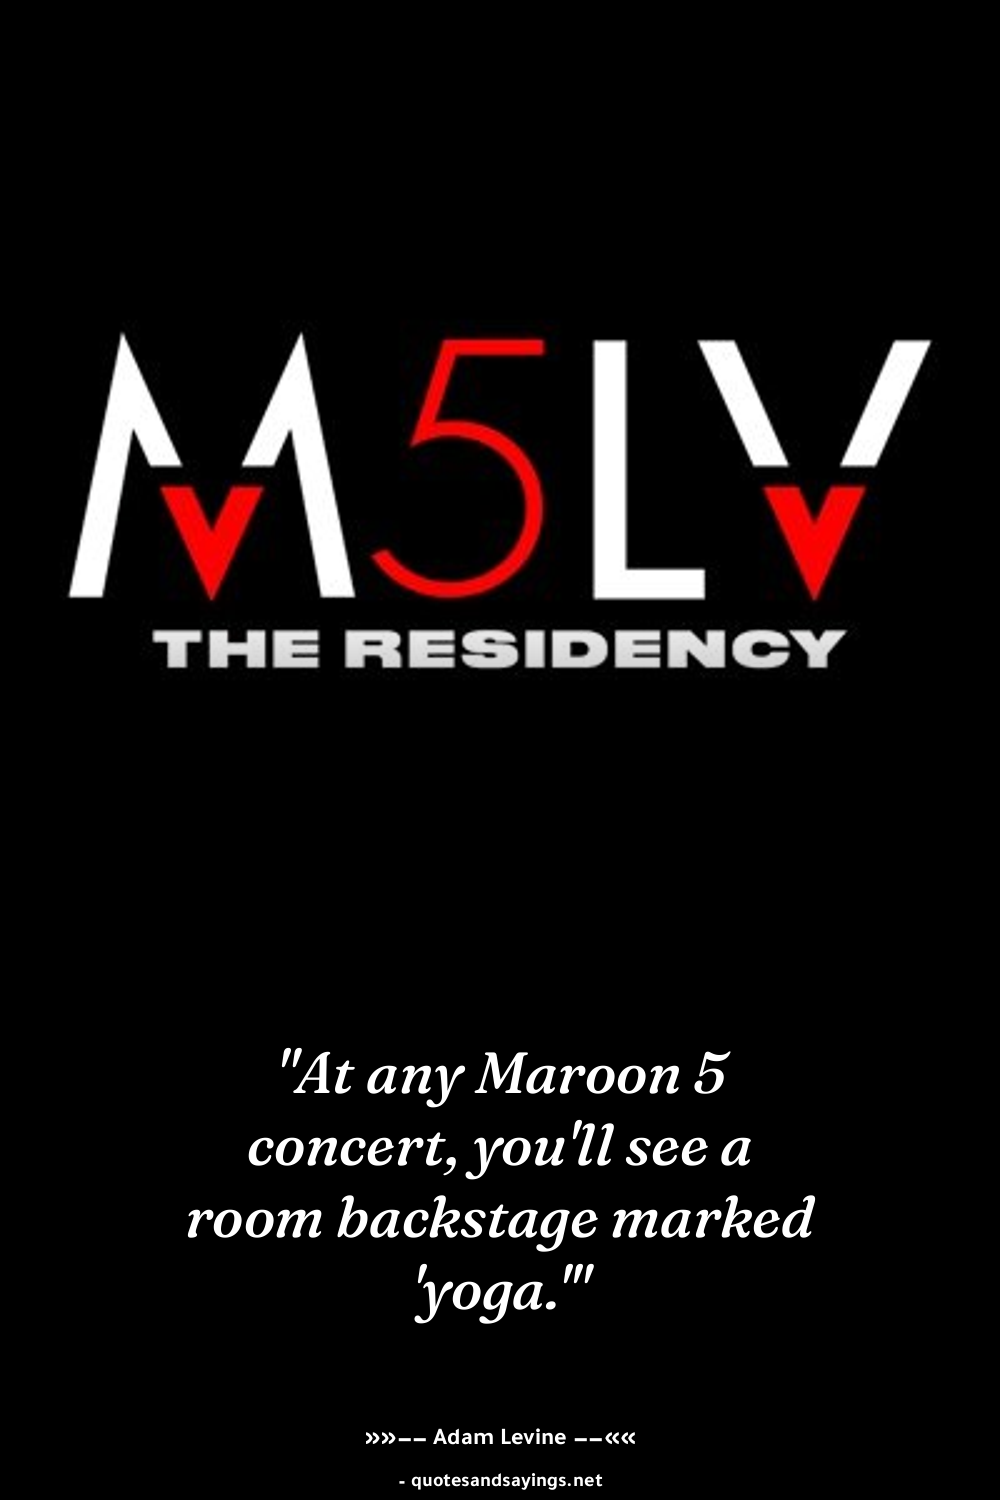 M5LV
THE RESIDENCY
"At any Maroon 5
concert, you'll see a
room backstage marked
'yoga.'"
»»–– Adam Levine ––««
- quotesandsayings.net